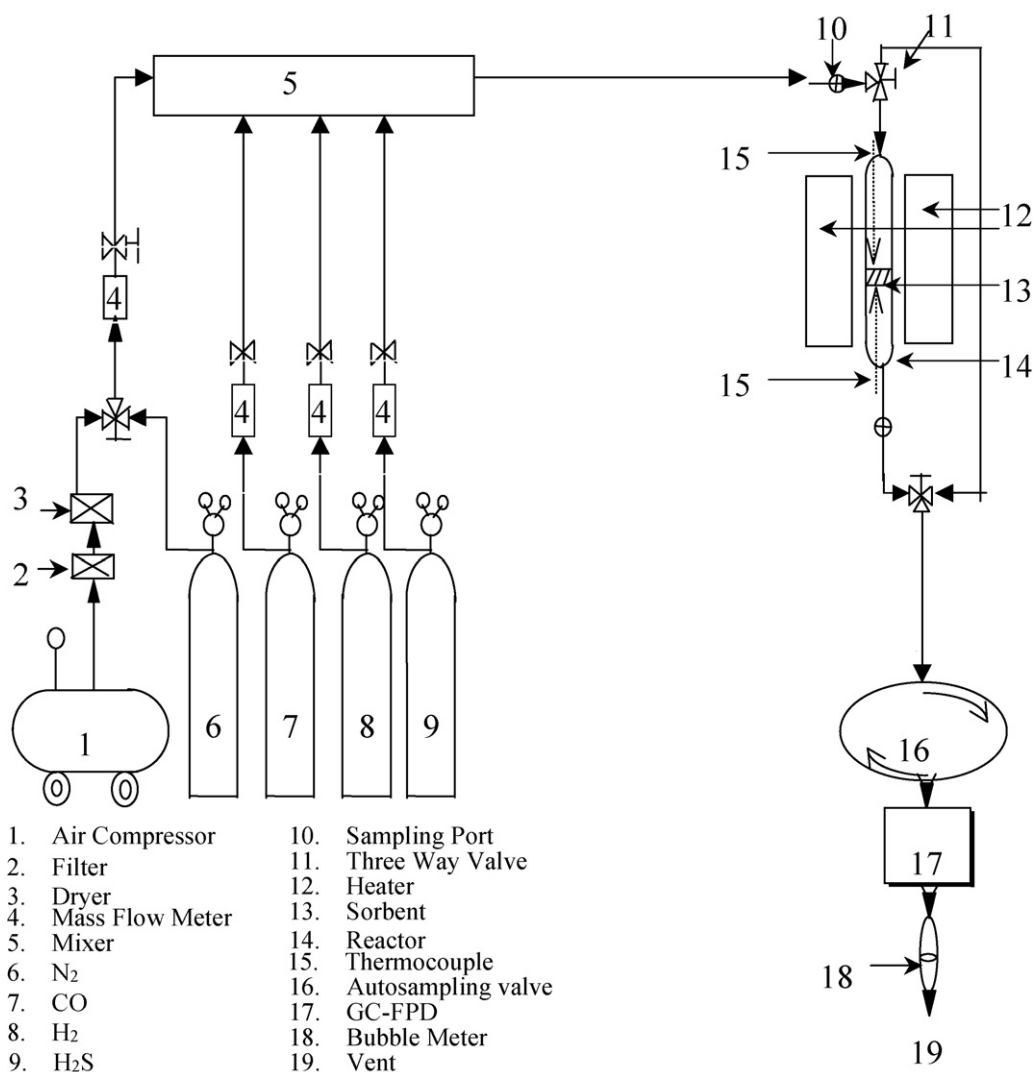 10
11
5
15
12
4
13
14
15
4
4
4
3
2
1
6
7
8
9
16
17
18
19
1. Air Compressor
2. Filter
3. Dryer
4. Mass Flow Meter
5. Mixer
6. N₂
7. CO
8. H₂
9. H₂S
10. Sampling Port
11. Three Way Valve
12. Heater
13. Sorbent
14. Reactor
15. Thermocouple
16. Autosampling valve
17. GC-FPD
18. Bubble Meter
19. Vent